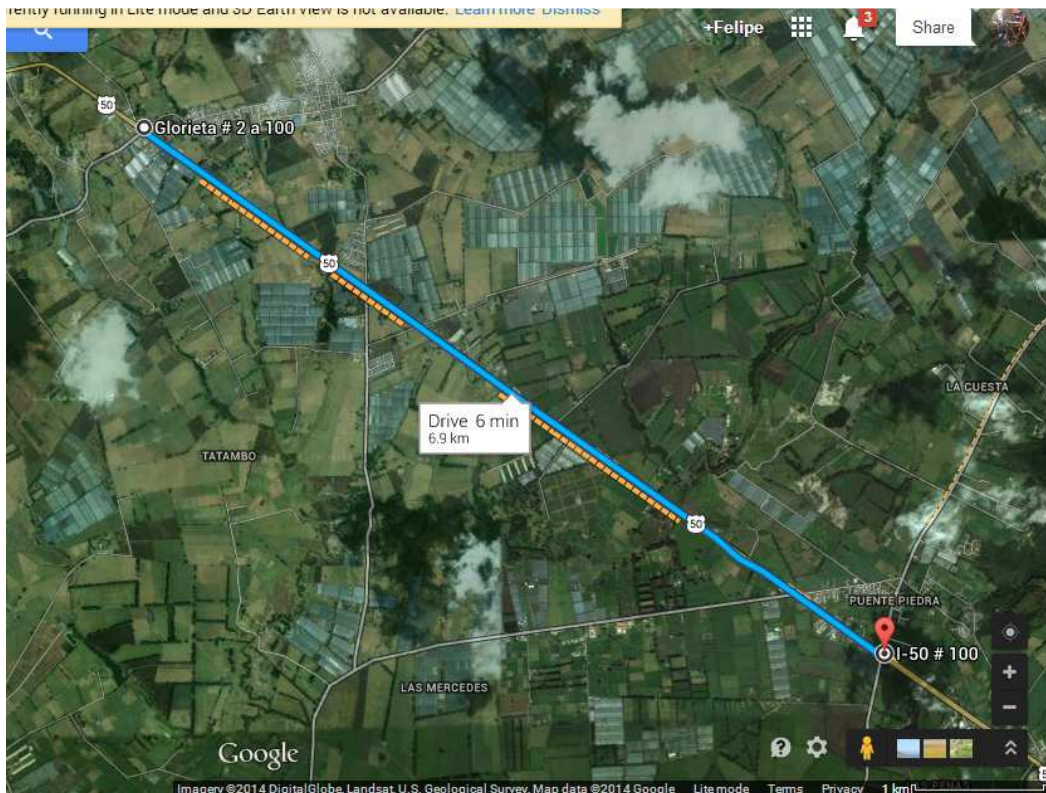 rently running in Lite mode and 3D Earth view is not available. Learn more Dismiss
+Felipe
3
Share
50
Glorieta # 2 a 100
50
LA CUESTA
Drive 6 min
6.9 km
TATAMBO
50
PUENTE PIEDRA
I-50 # 100
LAS MERCEDES
Google
Imagery ©2014 DigitalGlobe, Landsat, U.S. Geological Survey, Map data ©2014 Google Lite mode Terms Privacy 1 km